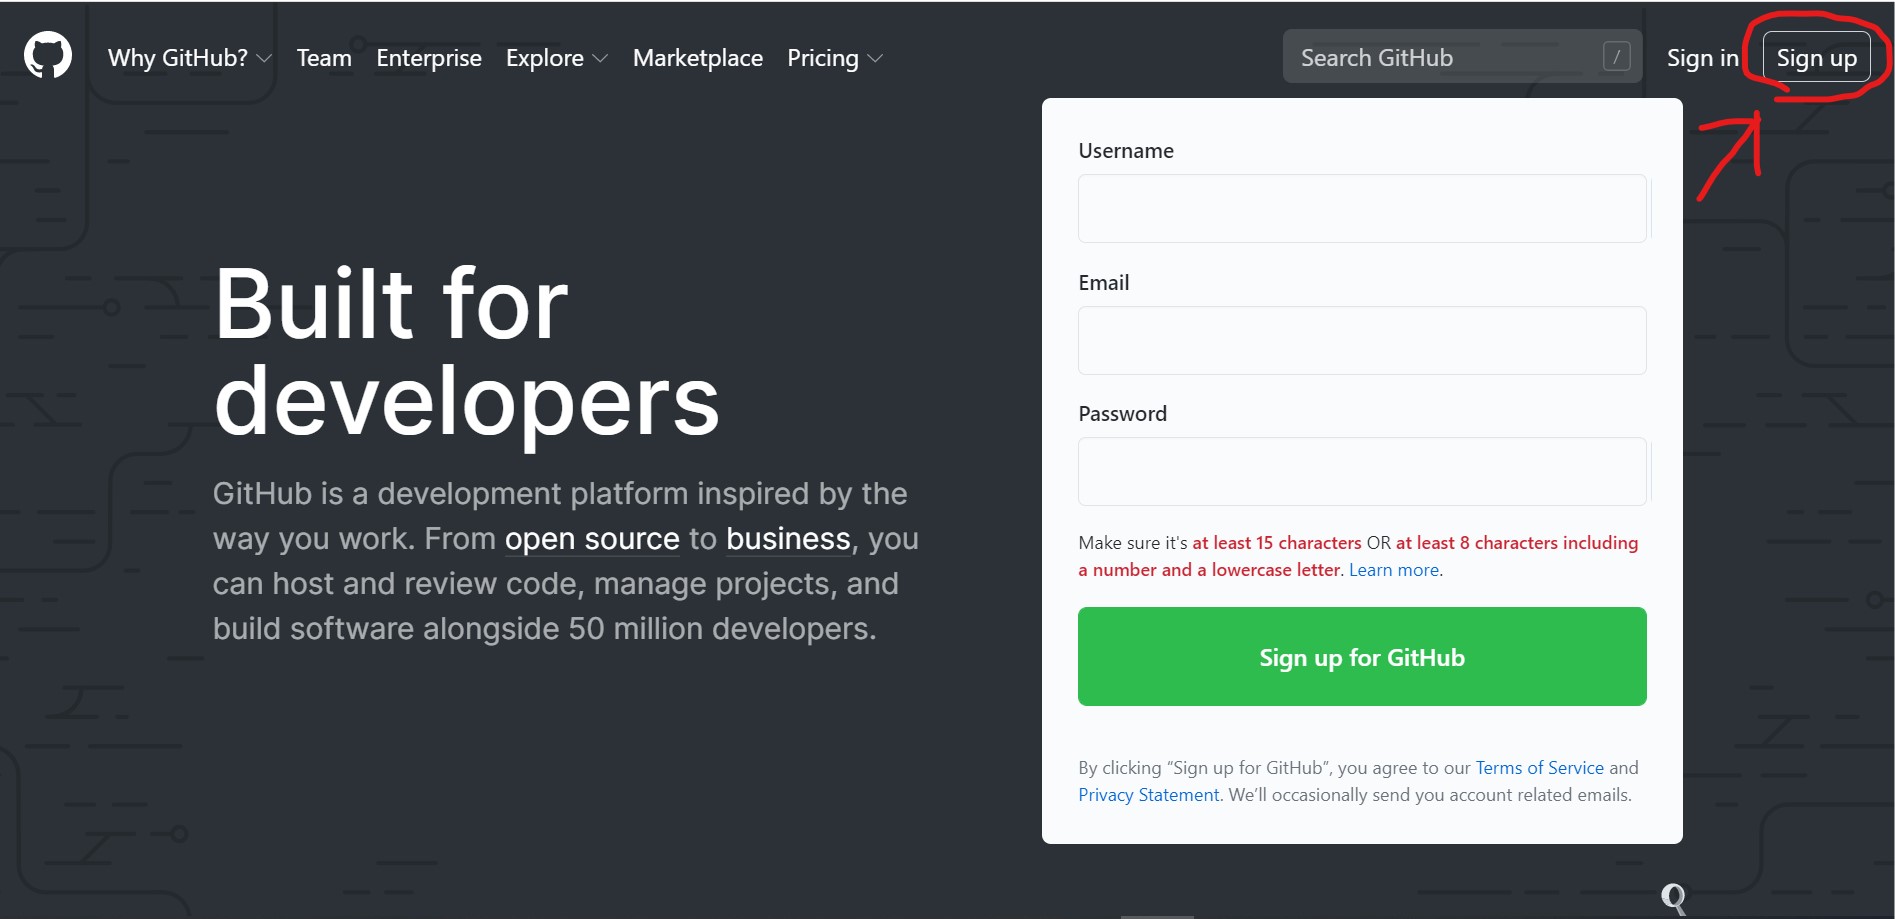 Why GitHub? Team Enterprise Explore Marketplace Pricing Search GitHub / Sign in Sign up
Built for
developers
GitHub is a development platform inspired by the
way you work. From open source to business, you
can host and review code, manage projects, and
build software alongside 50 million developers.
Username
Email
Password
Make sure it's at least 15 characters OR at least 8 characters including
a number and a lowercase letter. Learn more.
Sign up for GitHub
By clicking “Sign up for GitHub”, you agree to our Terms of Service and
Privacy Statement. We’ll occasionally send you account related emails.